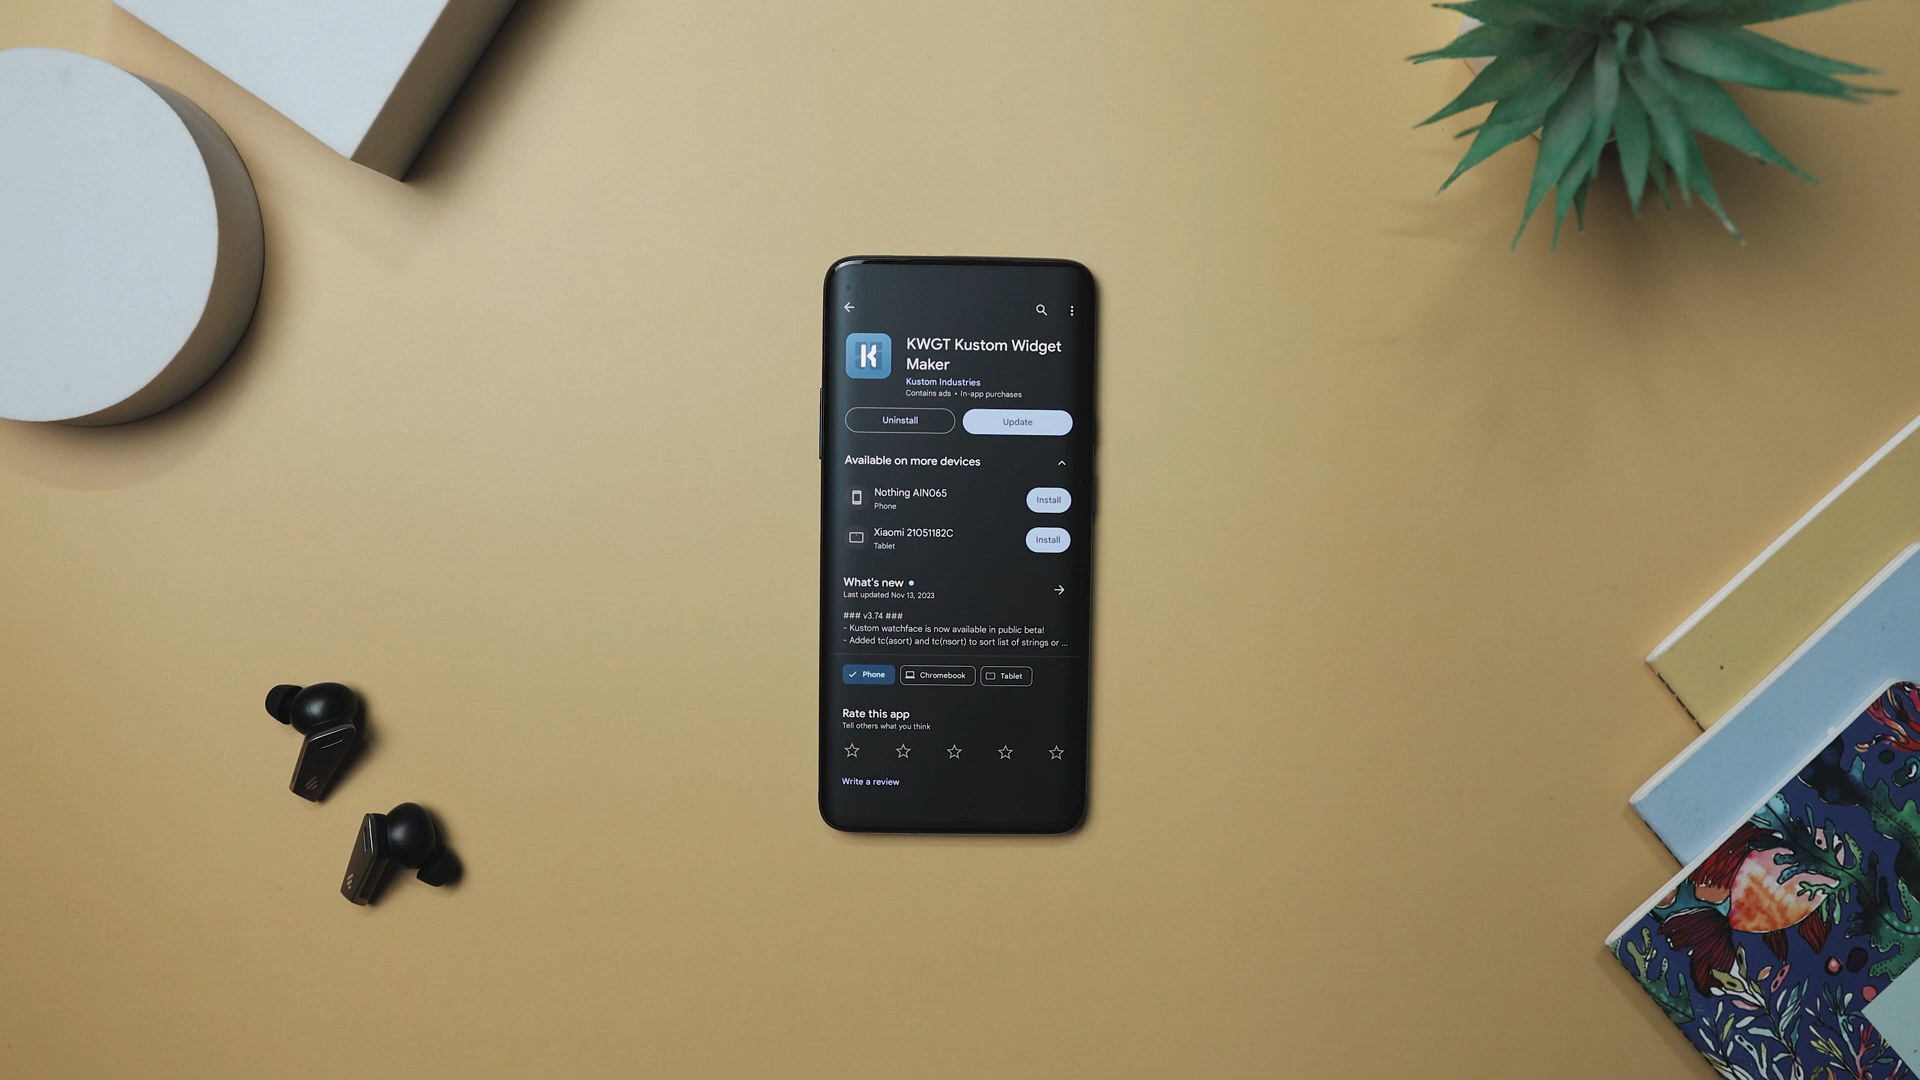 KWGT Kustom Widget
Maker
Kustom Industries
Contains ads • In-app purchases
Uninstall
Update
Available on more devices
Nothing AIN065
Phone
Install
Xiaomi 21051182C
Tablet
Install
What's new
Last updated Nov 13, 2023
### v3.74 ###
- Kustom watchface is now available in public beta!
- Added tc(asort) and tc(nsort) to sort list of strings or ...
Phone
Chromebook
Tablet
Rate this app
Tell others what you think
Write a review